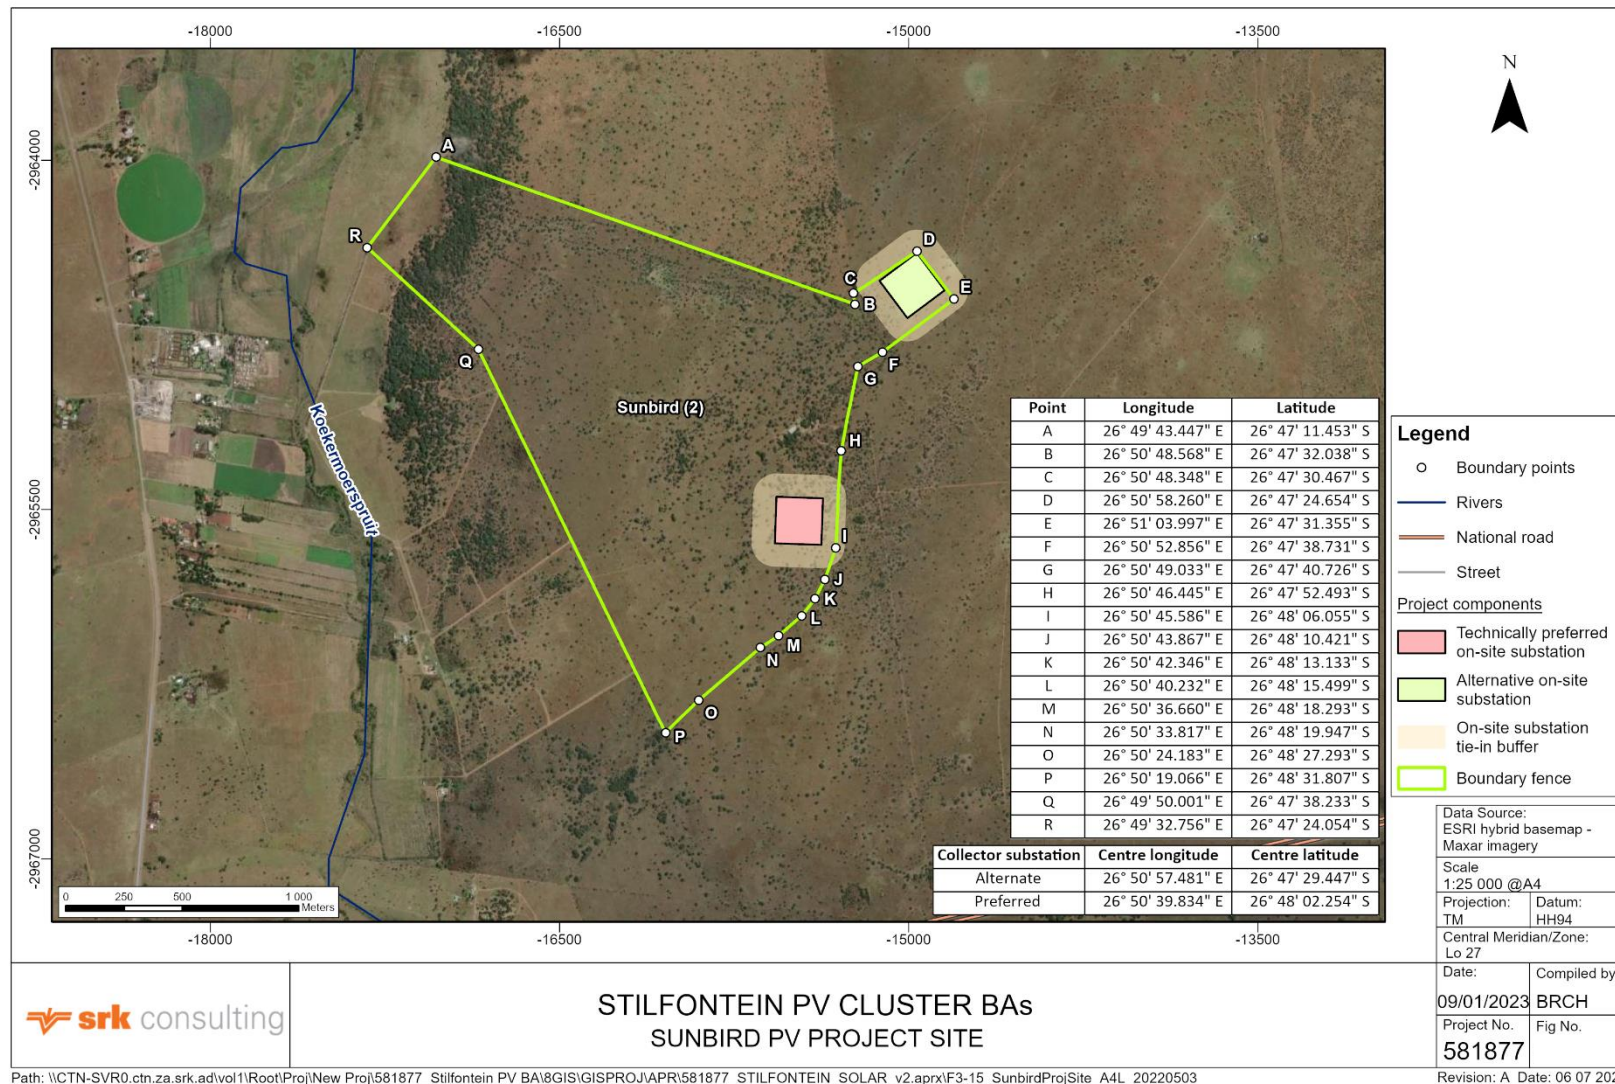 -18000 -16500 -15000 -13500
N
-2964000
-2965500
-2967000
A
R
D
C
E
B
Q
F
G
Sunbird (2)
H
Koekermoerspruit
I
J
K
L
M
N
O
P
Point Longitude Latitude
A 26° 49' 43.447" E 26° 47' 11.453" S
B 26° 50' 48.568" E 26° 47' 32.038" S
C 26° 50' 48.348" E 26° 47' 30.467" S
D 26° 50' 58.260" E 26° 47' 24.654" S
E 26° 51' 03.997" E 26° 47' 31.355" S
F 26° 50' 52.856" E 26° 47' 38.731" S
G 26° 50' 49.033" E 26° 47' 40.726" S
H 26° 50' 46.445" E 26° 47' 52.493" S
I 26° 50' 45.586" E 26° 48' 06.055" S
J 26° 50' 43.867" E 26° 48' 10.421" S
K 26° 50' 42.346" E 26° 48' 13.133" S
L 26° 50' 40.232" E 26° 48' 15.499" S
M 26° 50' 36.660" E 26° 48' 18.293" S
N 26° 50' 33.817" E 26° 48' 19.947" S
O 26° 50' 24.183" E 26° 48' 27.293" S
P 26° 50' 19.066" E 26° 48' 31.807" S
Q 26° 49' 50.001" E 26° 47' 38.233" S
R 26° 49' 32.756" E 26° 47' 24.054" S
Collector substation Centre longitude Centre latitude
Alternate 26° 50' 57.481" E 26° 47' 29.447" S
Preferred 26° 50' 39.834" E 26° 48' 02.254" S
0 250 500 1 000
Meters
-18000 -16500 -15000 -13500
Legend
Boundary points
Rivers
National road
Street
Project components
Technically preferred
on-site substation
Alternative on-site
substation
On-site substation
tie-in buffer
Boundary fence
Data Source:
ESRI hybrid basemap -
Maxar imagery
Scale
1:25 000 @A4
Projection: Datum:
TM HH94
Central Meridian/Zone:
Lo 27
Date: Compiled by
09/01/2023 BRCH
Project No. Fig No.
581877
srk consulting
STILFONTEIN PV CLUSTER BAs
SUNBIRD PV PROJECT SITE
Path: \\CTN-SVR0.ctn.za.srk.ad\vol1\Root\Proj\New Proj\581877_Stilfontein PV BA\8GIS\GISPROJ\APR\581877_STILFONTEIN_SOLAR_v2.aprx\F3-15_SunbirdProjSite_A4L_20220503
Revision: A Date: 06 07 202